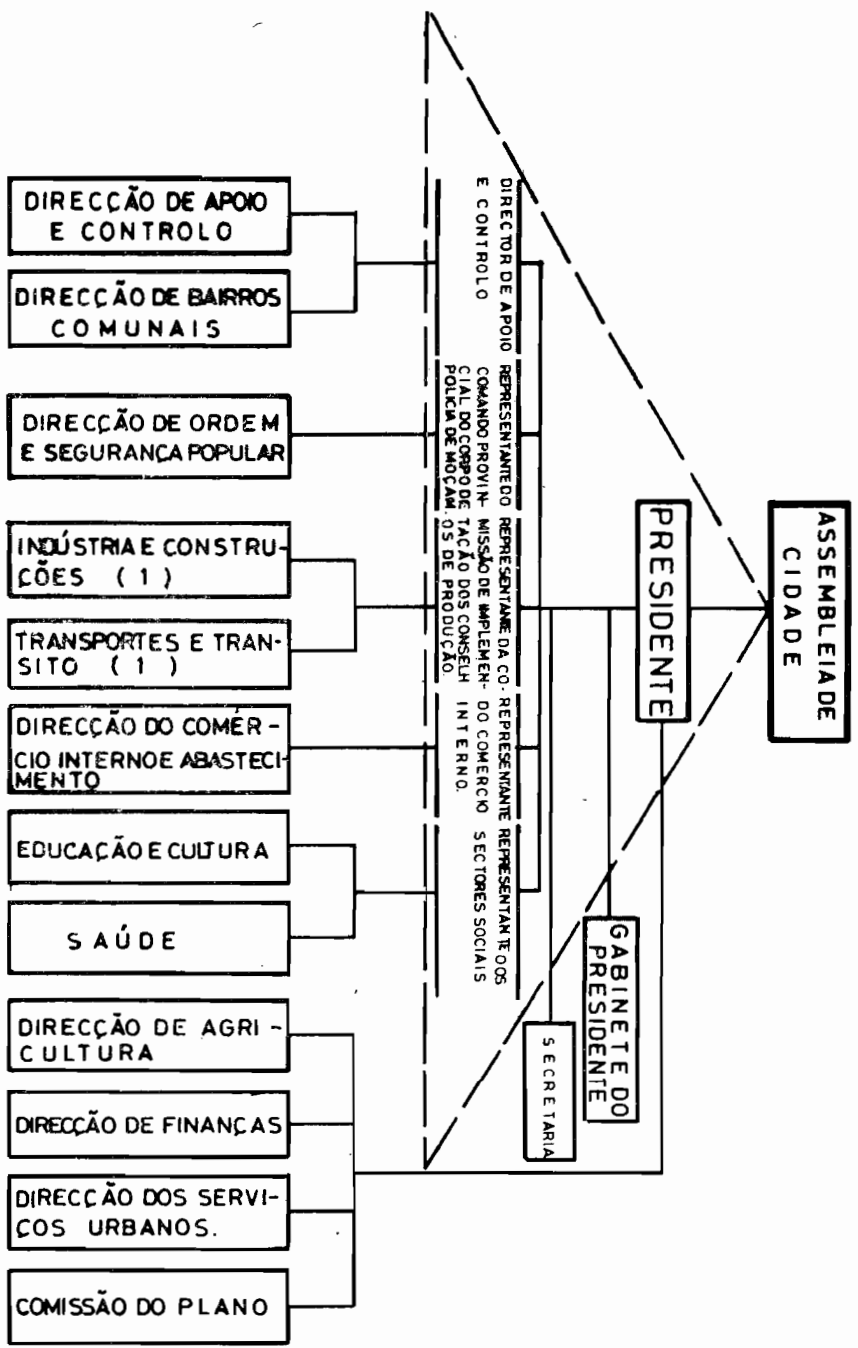 ASSEMBLEIA DE
CIDADE
PRESIDENTE
GABINETE DO
PRESIDENTE
SECRETARIA
DIRECTOR DE APOIO
E CONTROLO
REPRESENTANTE DO
COMANDO PROVIN-
CIAL DO CORPO DE
POLICIA DE MOÇAM.
REPRESENTANTE DA CO-
MISSÃO DE IMPLEMEN-
TAÇÃO DOS CONSELH
OS DE PRODUÇÃO.
REPRESENTANTE
DO COMERCIO
INTERNO.
REPRESENTANTE DOS
SECTORES SOCIAIS
DIRECÇÃO DE APOIO
E CONTROLO
DIRECÇÃO DE BAIRROS
COMUNAIS
DIRECÇÃO DE ORDEM
E SEGURANÇA POPULAR
INDÚSTRIA E CONSTRU-
ÇÕES ( 1 )
TRANSPORTES E TRAN-
SITO ( 1 )
DIRECÇÃO DO COMÉR-
CIO INTERNO E ABASTECI-
MENTO
EDUCAÇÃO E CULTURA
SAÚDE
DIRECÇÃO DE AGRI-
CULTURA
DIRECÇÃO DE FINANÇAS
DIRECÇÃO DOS SERVI-
ÇOS URBANOS.
COMISSÃO DO PLANO